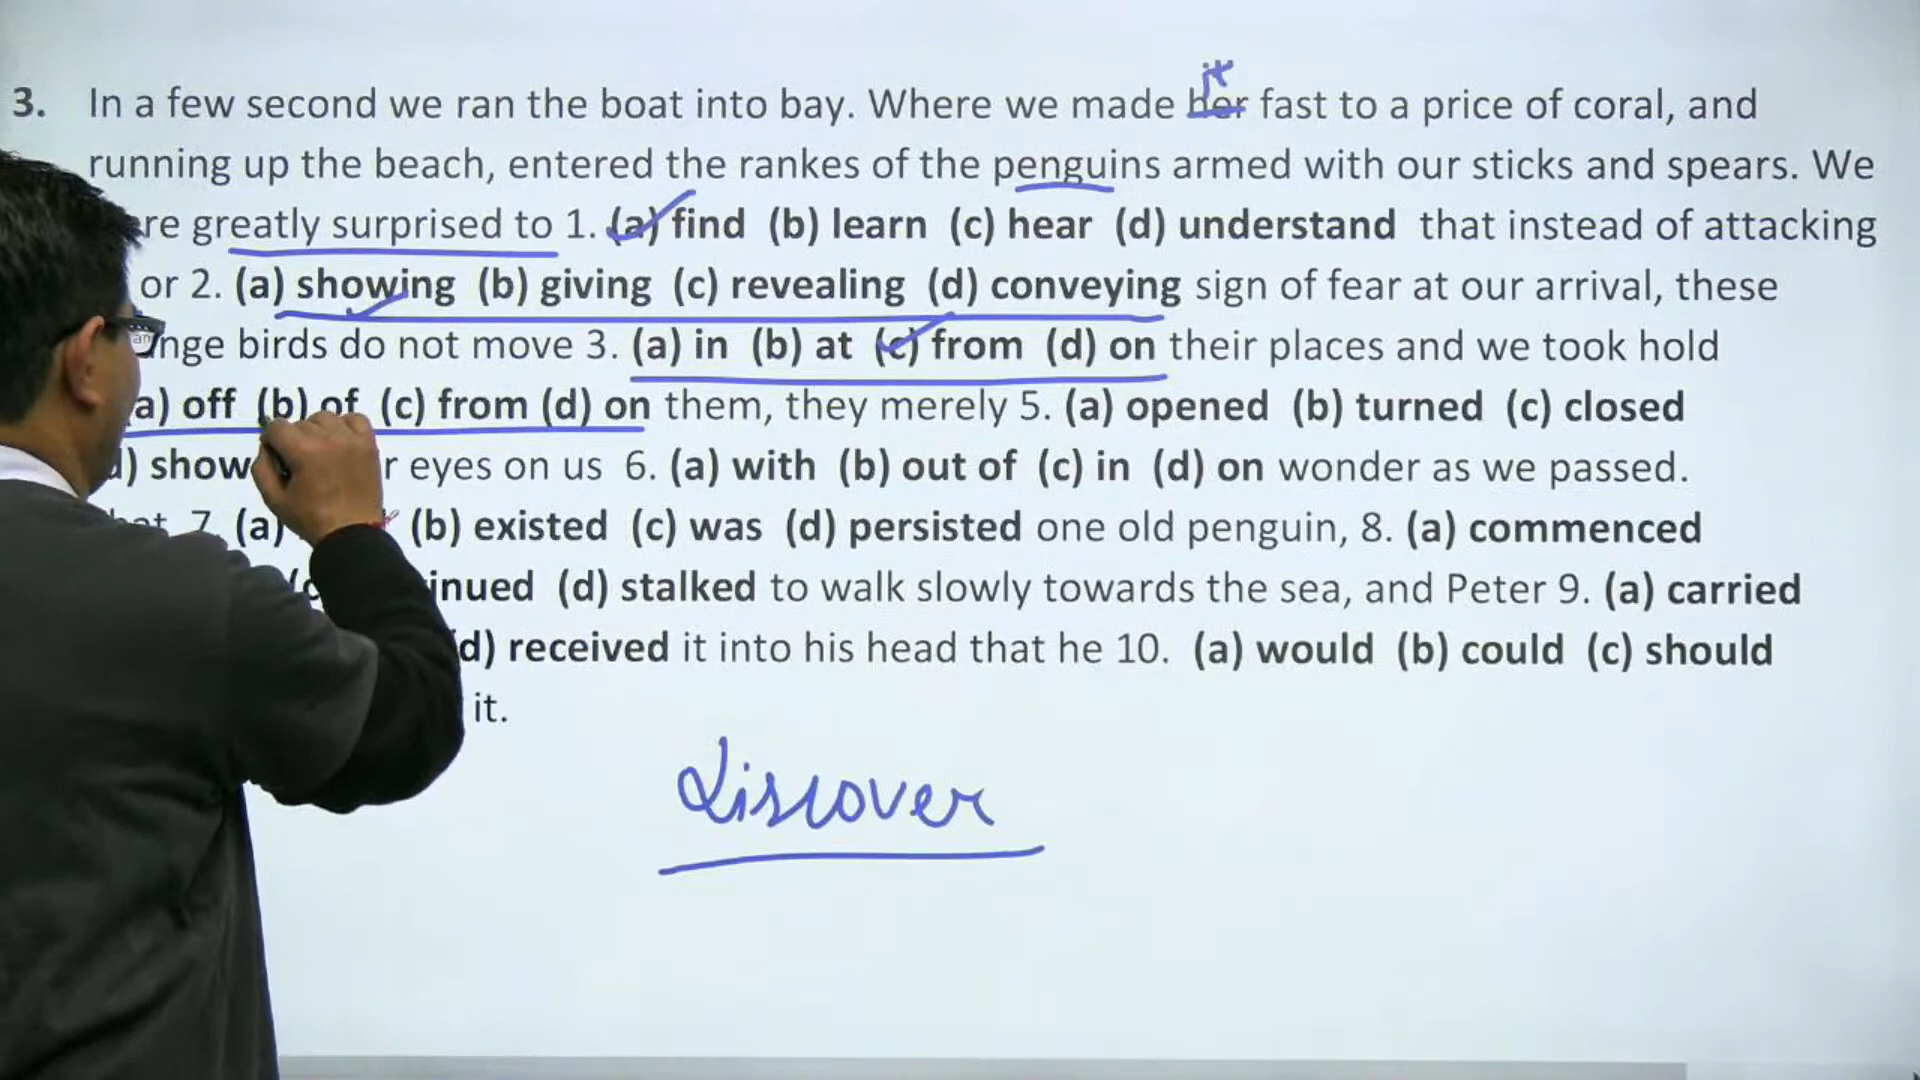 it
3. In a few second we ran the boat into bay. Where we made her fast to a price of coral, and
running up the beach, entered the rankes of the penguins armed with our sticks and spears. We
re greatly surprised to 1. (a) find (b) learn (c) hear (d) understand that instead of attacking
or 2. (a) showing (b) giving (c) revealing (d) conveying sign of fear at our arrival, these
nge birds do not move 3. (a) in (b) at (c) from (d) on their places and we took hold
a) off (b) of (c) from (d) on them, they merely 5. (a) opened (b) turned (c) closed
) show r eyes on us 6. (a) with (b) out of (c) in (d) on wonder as we passed.
7. (a) (b) existed (c) was (d) persisted one old penguin, 8. (a) commenced
inued (d) stalked to walk slowly towards the sea, and Peter 9. (a) carried
d) received it into his head that he 10. (a) would (b) could (c) should
it.
Discover